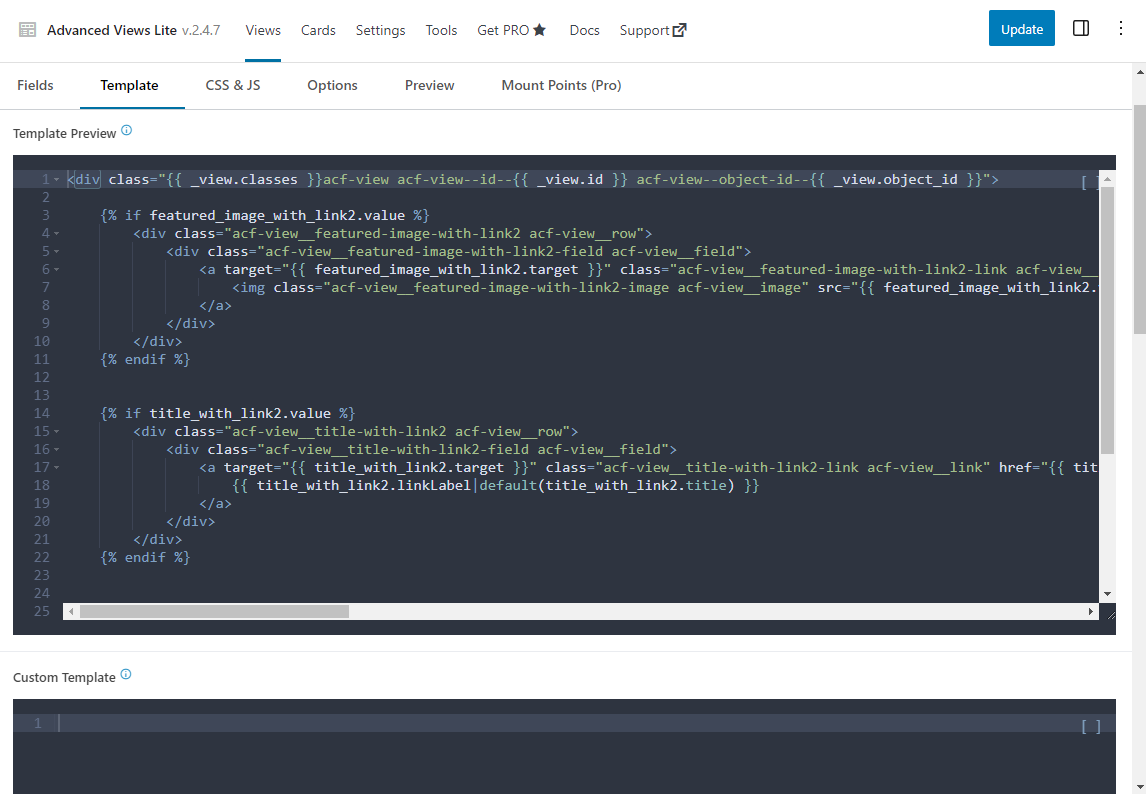 Advanced Views Lite v.2.4.7 Views Cards Settings Tools Get PRO★ Docs Support Update
Fields Template CSS & JS Options Preview Mount Points (Pro)
Template Preview
1 <div class="{{ _view.classes }}acf-view acf-view--id--{{ _view.id }} acf-view--object-id--{{ _view.object_id }}"> [ ]
2
3 {% if featured_image_with_link2.value %}
4 <div class="acf-view__featured-image-with-link2 acf-view__row">
5 <div class="acf-view__featured-image-with-link2-field acf-view__field">
6 <a target="{{ featured_image_with_link2.target }}" class="acf-view__featured-image-with-link2-link acf-view__
7 <img class="acf-view__featured-image-with-link2-image acf-view__image" src="{{ featured_image_with_link2.
8 </a>
9 </div>
10 </div>
11 {% endif %}
12
13
14 {% if title_with_link2.value %}
15 <div class="acf-view__title-with-link2 acf-view__row">
16 <div class="acf-view__title-with-link2-field acf-view__field">
17 <a target="{{ title_with_link2.target }}" class="acf-view__title-with-link2-link acf-view__link" href="{{ tit
18 {{ title_with_link2.linkLabel|default(title_with_link2.title) }}
19 </a>
20 </div>
21 </div>
22 {% endif %}
23
24
25
Custom Template
1 [ ]